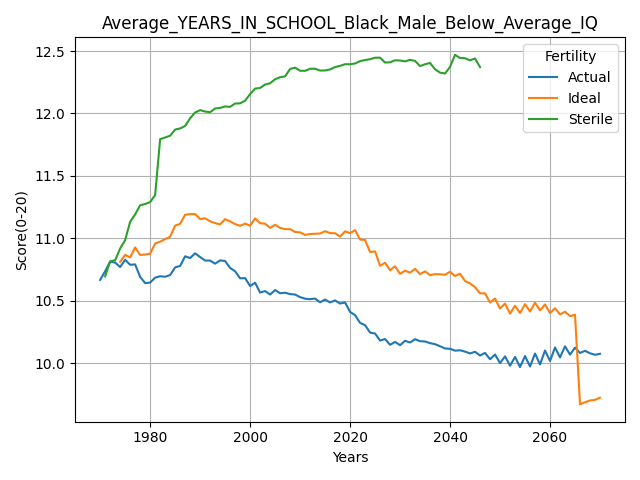 Average_YEARS_IN_SCHOOL_Black_Male_Below_Average_IQ
Score(0-20)
12.5
12.0
11.5
11.0
10.5
10.0
Fertility
Actual
Ideal
Sterile
1980 2000 2020 2040 2060
Years